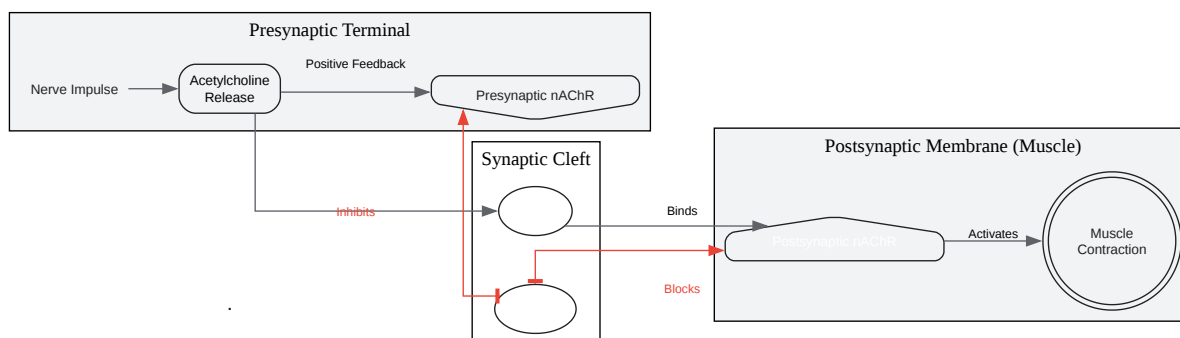 Presynaptic Terminal
Nerve Impulse
Acetylcholine
Release
Positive Feedback
Presynaptic nAChR
Synaptic Cleft
Inhibits
Binds
Blocks
Postsynaptic Membrane (Muscle)
Postsynaptic nAChR
Activates
Muscle
Contraction
.